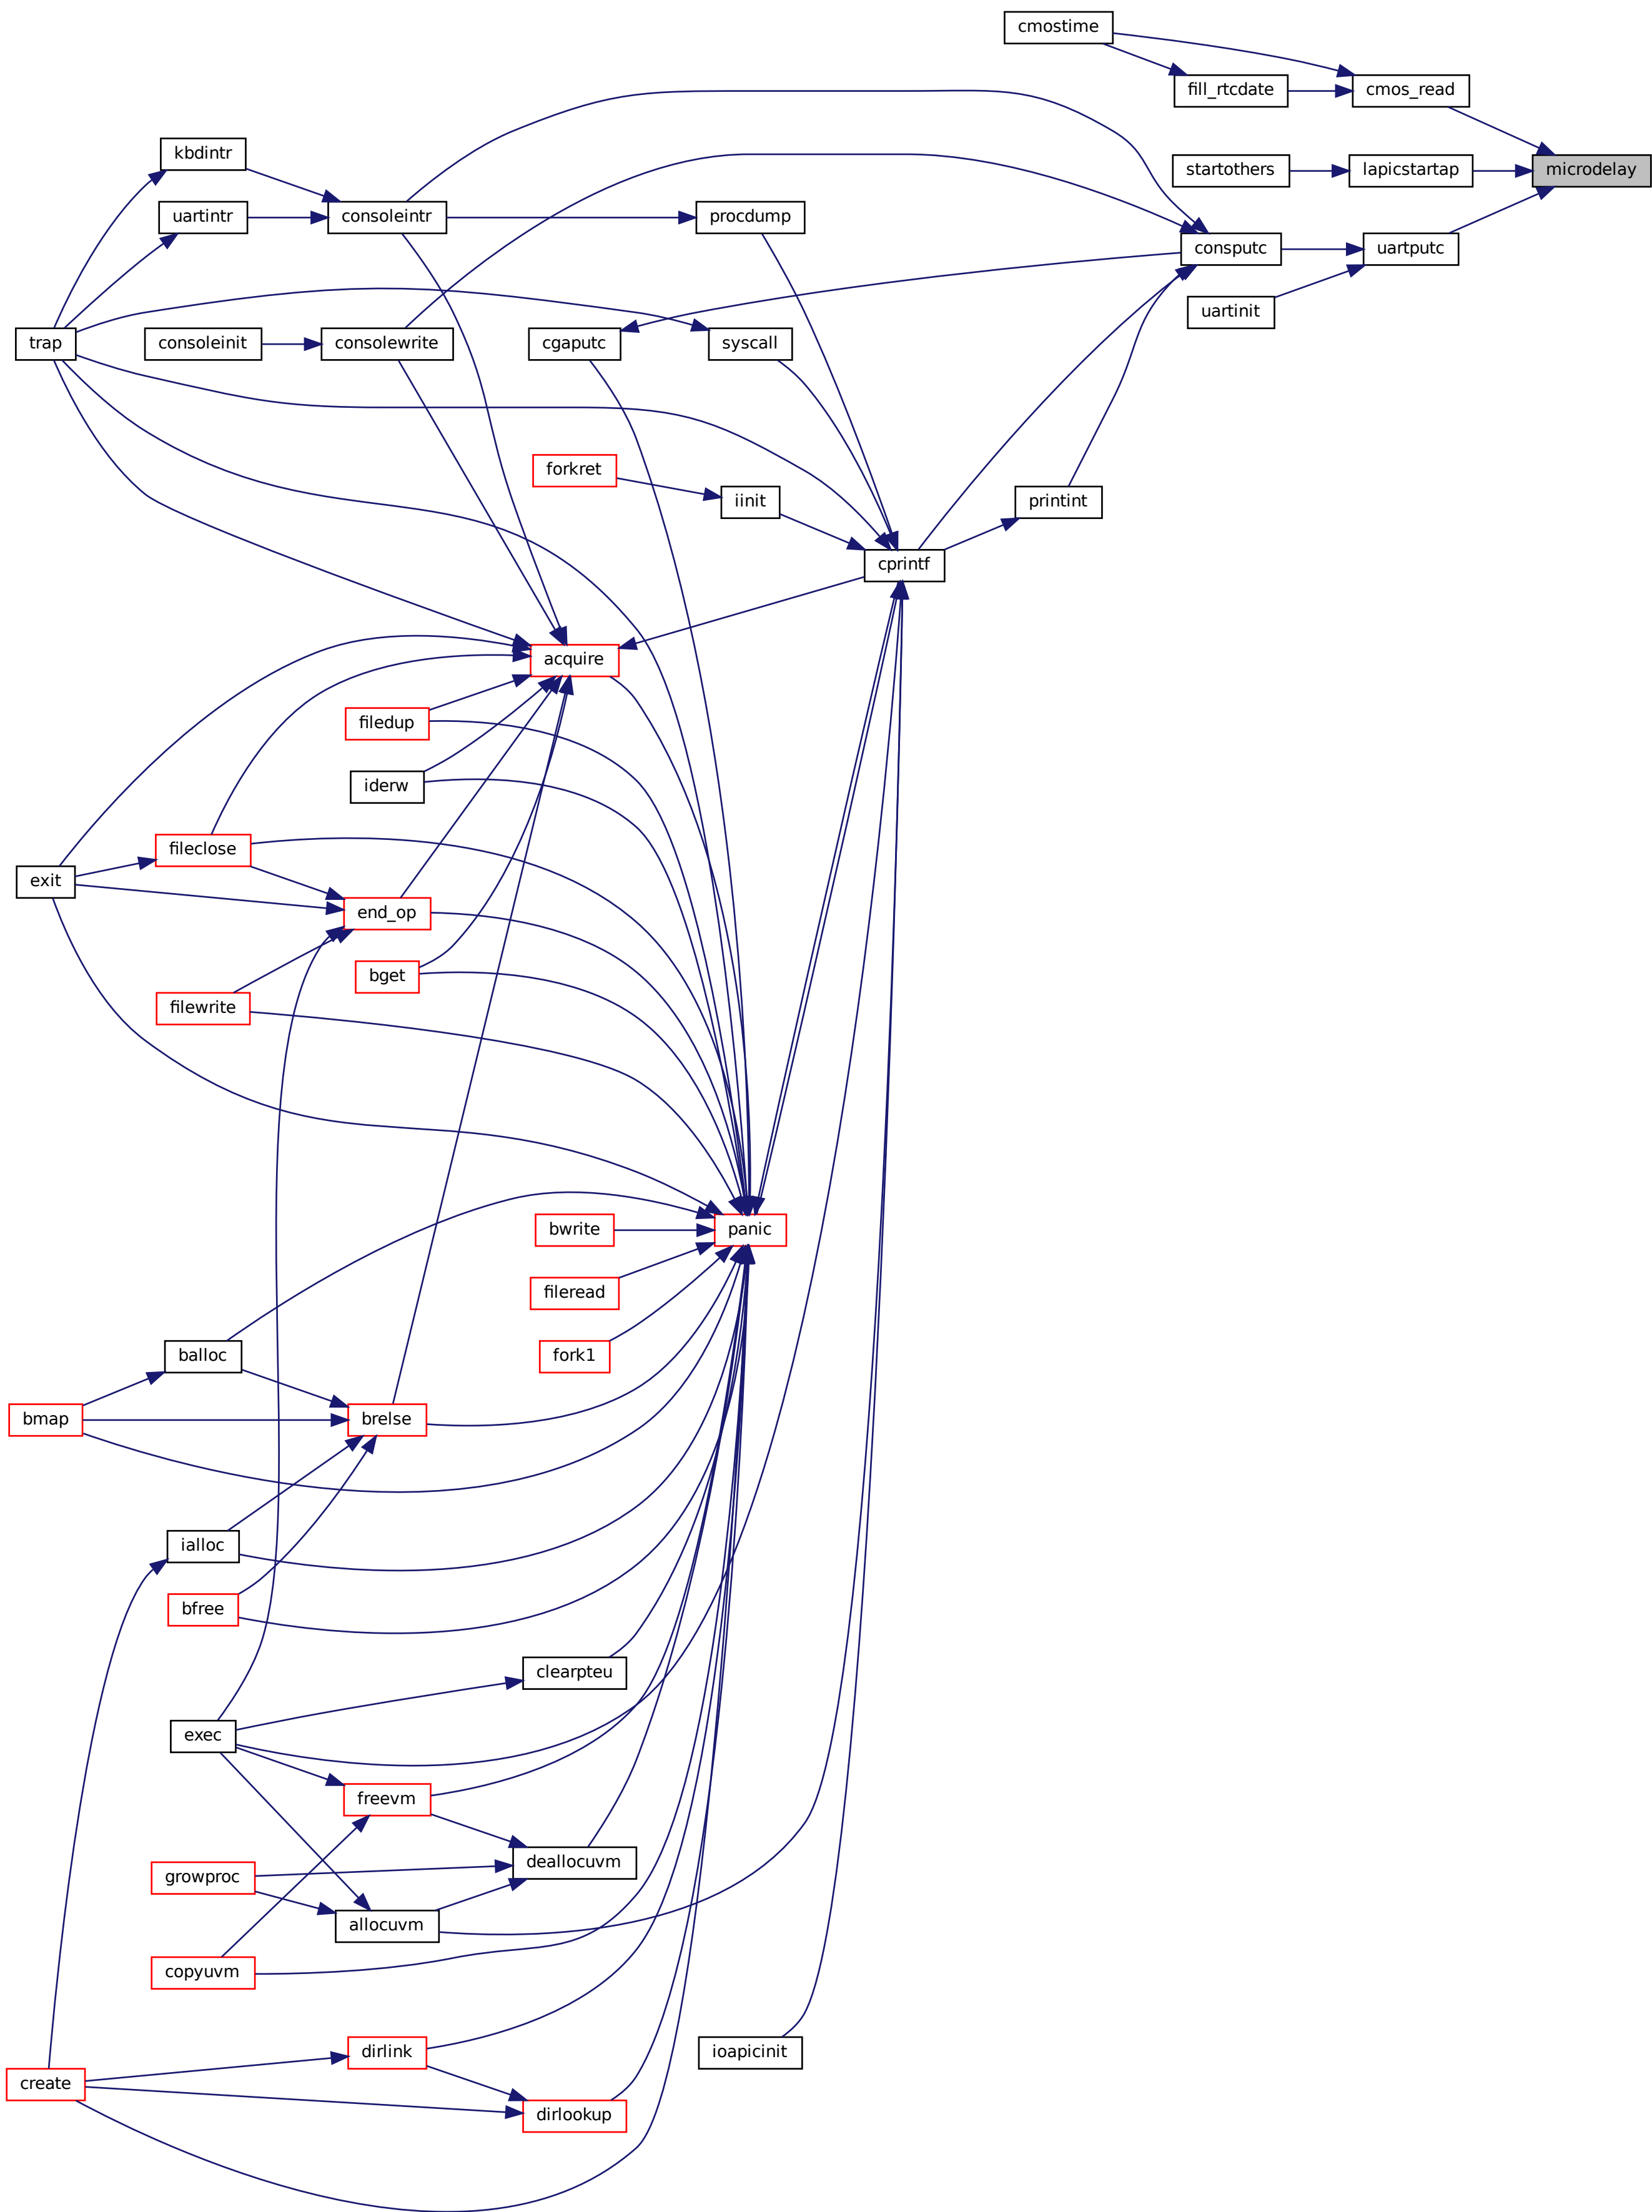 cmostime
fill_rtcdate
cmos_read
kbdintr
startothers
lapicstartap
microdelay
uartintr
consoleintr
procdump
consputc
uartputc
uartinit
trap
consoleinit
consolewrite
cgaputc
syscall
forkret
iinit
printint
cprintf
acquire
filedup
iderw
fileclose
exit
end_op
bget
filewrite
bwrite
panic
fileread
balloc
fork1
bmap
brelse
ialloc
bfree
clearpteu
exec
freevm
deallocuvm
growproc
allocuvm
copyuvm
dirlink
ioapicinit
create
dirlookup